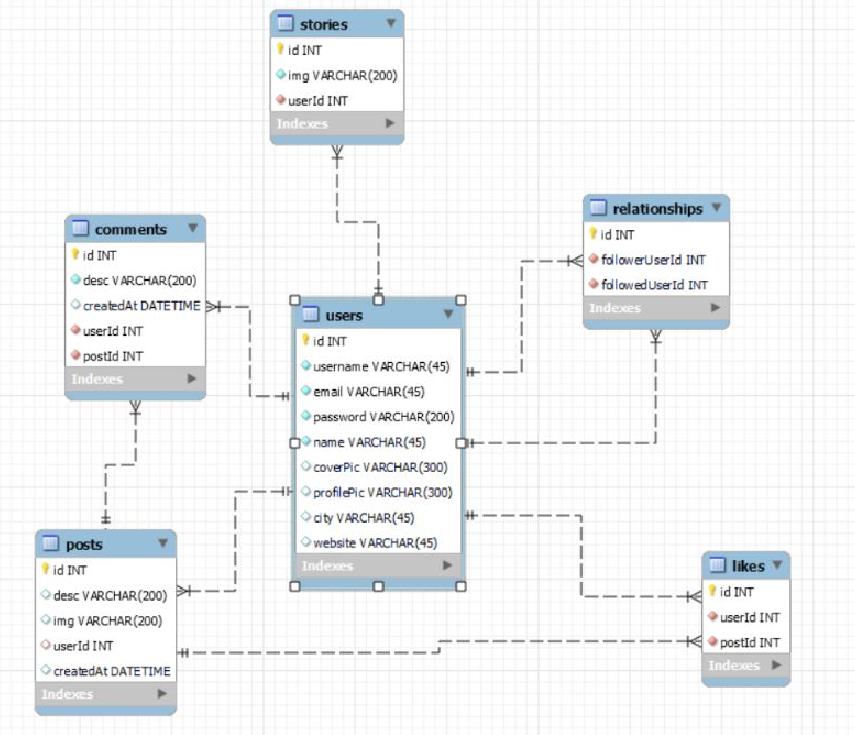 stories
id INT
img VARCHAR(200)
userId INT
Indexes
relationships
id INT
followerUserId INT
followedUserId INT
Indexes
comments
id INT
desc VARCHAR(200)
createdAt DATETIME
userId INT
postId INT
Indexes
users
id INT
username VARCHAR(45)
email VARCHAR(45)
password VARCHAR(200)
name VARCHAR(45)
coverPic VARCHAR(300)
profilePic VARCHAR(300)
city VARCHAR(45)
website VARCHAR(45)
Indexes
posts
id INT
desc VARCHAR(200)
img VARCHAR(200)
userId INT
createdAt DATETIME
Indexes
likes
id INT
userId INT
postId INT
Indexes